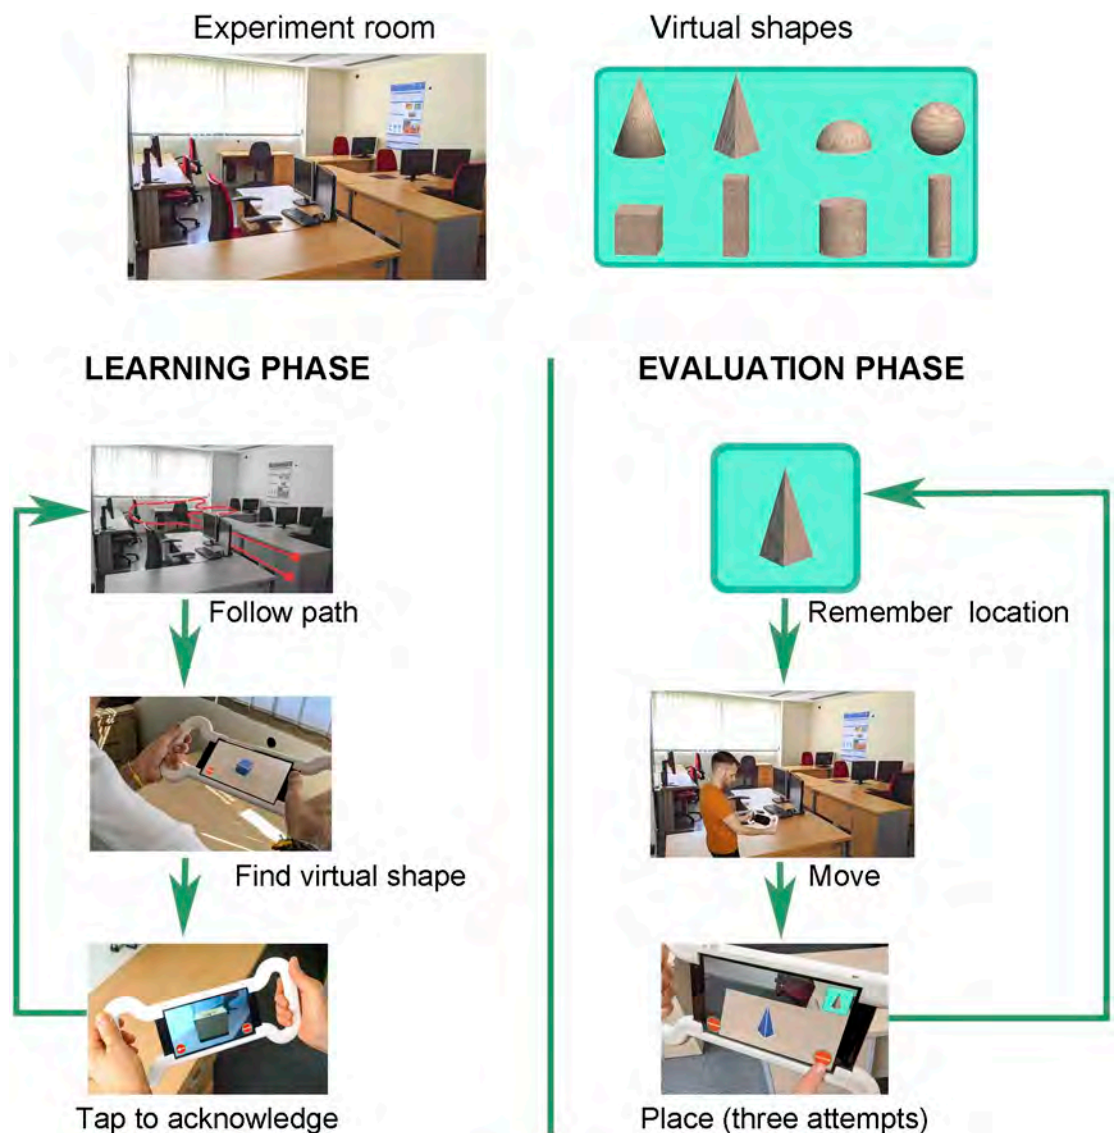 Experiment room
Virtual shapes
LEARNING PHASE
Follow path
Find virtual shape
Tap to acknowledge
EVALUATION PHASE
Remember location
Move
Place (three attempts)